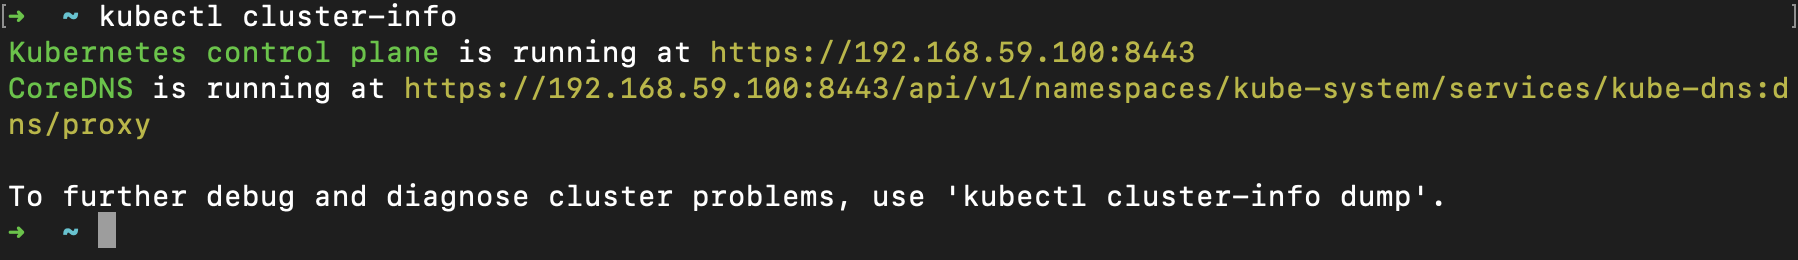 [➜  ~ kubectl cluster-info ]
Kubernetes control plane is running at https://192.168.59.100:8443
CoreDNS is running at https://192.168.59.100:8443/api/v1/namespaces/kube-system/services/kube-dns:d
ns/proxy
To further debug and diagnose cluster problems, use 'kubectl cluster-info dump'.
➜  ~